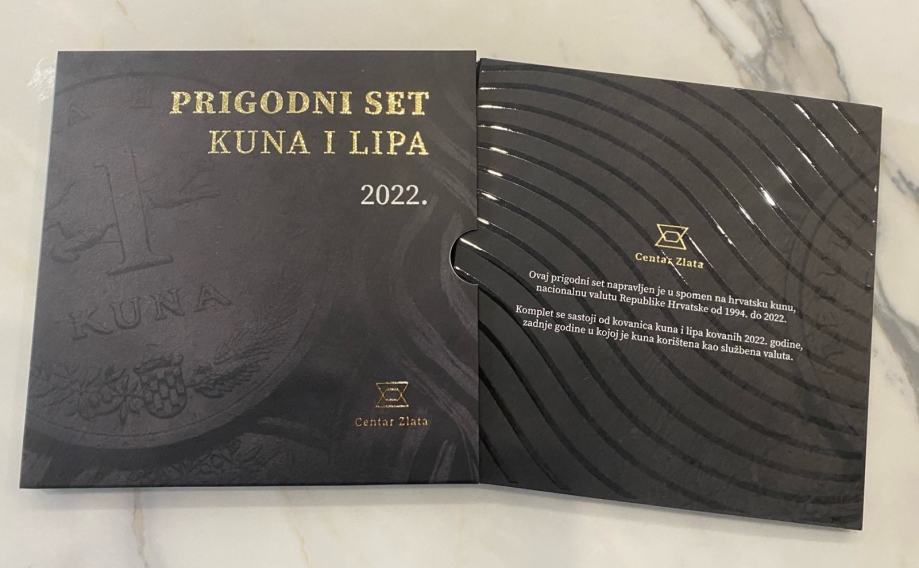 PRIGODNI SET
KUNA I LIPA
2022.
1
KUNA
Centar Zlata
Centar Zlata
Ovaj prigodni set napravljen je u spomen na hrvatsku kunu,
nacionalnu valutu Republike Hrvatske od 1994. do 2022.
Komplet se sastoji od kovanica kuna i lipa kovanih 2022. godine,
zadnje godine u kojoj je kuna korištena kao službena valuta.